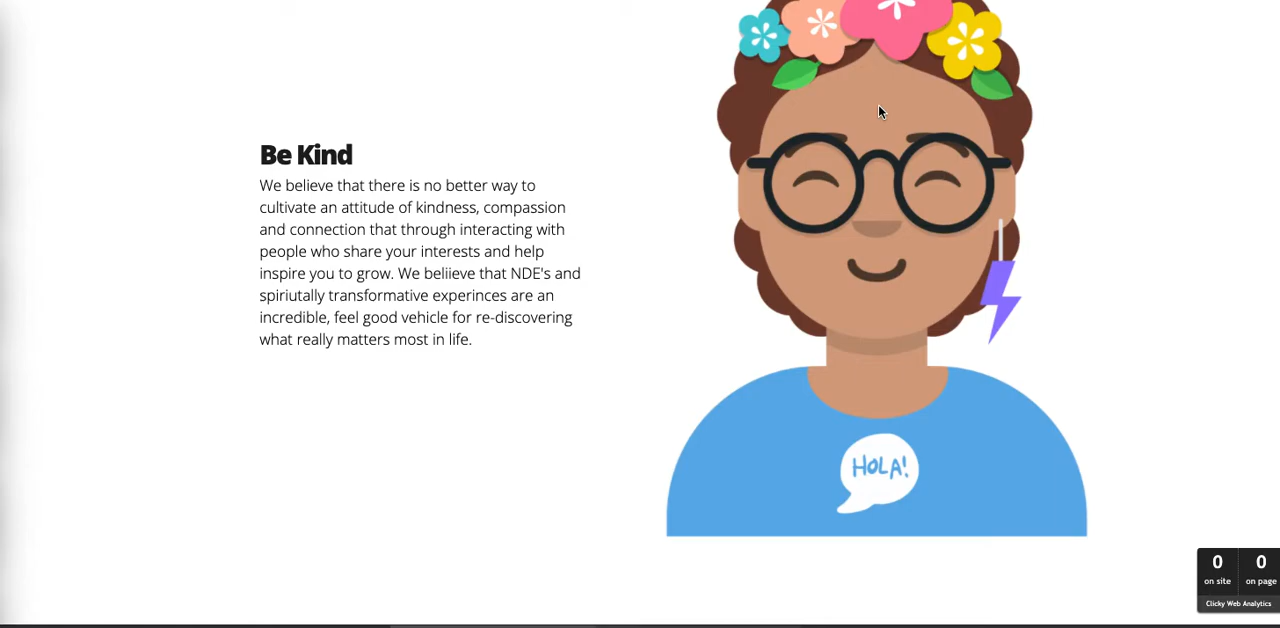 Be Kind
We believe that there is no better way to
cultivate an attitude of kindness, compassion
and connection that through interacting with
people who share your interests and help
inspire you to grow. We beliieve that NDE's and
spiriutally transformative experinces are an
incredible, feel good vehicle for re-discovering
what really matters most in life.
HOLA!
0 0
on site on page
Clicky Web Analytics